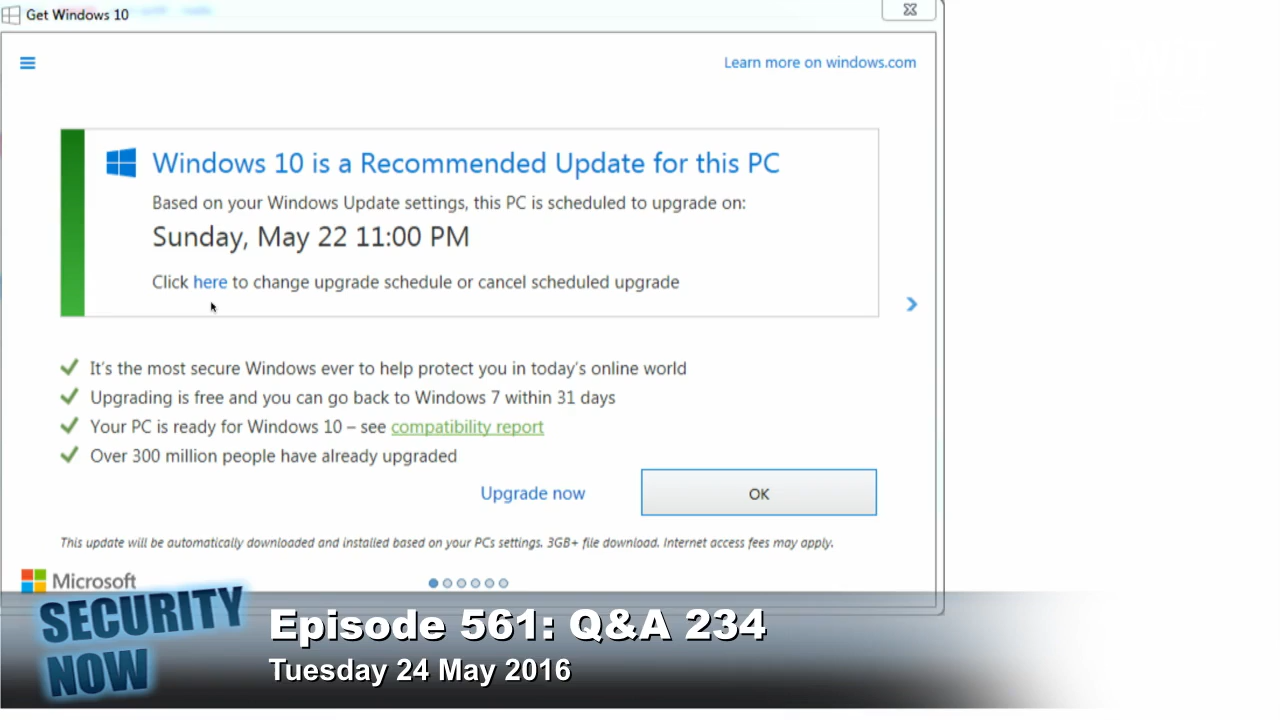 Get Windows 10
Learn more on windows.com
TWiT
Windows 10 is a Recommended Update for this PC
Based on your Windows Update settings, this PC is scheduled to upgrade on:
Sunday, May 22 11:00 PM
Click here to change upgrade schedule or cancel scheduled upgrade
It's the most secure Windows ever to help protect you in today's online world
Upgrading is free and you can go back to Windows 7 within 31 days
Your PC is ready for Windows 10 – see compatibility report
Over 300 million people have already upgraded
Upgrade now
OK
This update will be automatically downloaded and installed based on your PCs settings. 3GB+ file download. Internet access fees may apply.
Microsoft
SECURITY
NOW
Episode 561: Q&A 234
Tuesday 24 May 2016